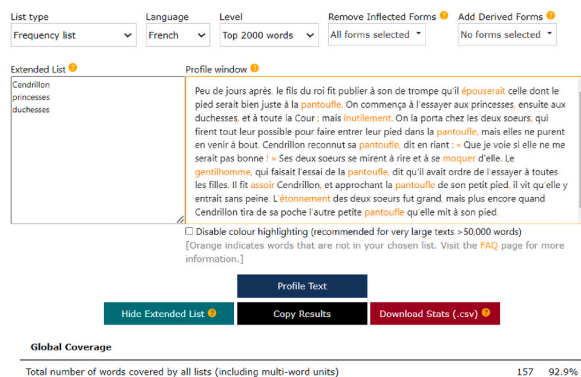 List type
Language
Level
Remove Inflected Forms ?
Add Derived Forms ?
Frequency list
French
Top 2000 words
All forms selected
No forms selected
Extended List ?
Profile window ?
Cendrillon
princesses
duchesses
Peu de jours après, le fils du roi fit publier à son de trompe qu'il épouserait celle dont le
pied serait bien juste à la pantoufle. On commença à l'essayer aux princesses, ensuite aux
duchesses, et à toute la Cour ; mais inutilement. On la porta chez les deux soeurs, qui
firent tout leur possible pour faire entrer leur pied dans la pantoufle, mais elles ne purent
en venir à bout. Cendrillon reconnut sa pantoufle, dit en riant : « Que je voie si elle ne me
serait pas bonne ! » Ses deux soeurs se mirent à rire et à se moquer d'elle. Le
gentilhomme, qui faisait l'essai de la pantoufle, dit qu'il avait ordre de l'essayer à toutes
les filles. Il fit assoir Cendrillon, et approchant la pantoufle de son petit pied, il vit qu'elle y
entrait sans peine. L'étonnement des deux soeurs fut grand, mais plus encore quand
Cendrillon tira de sa poche l'autre petite pantoufle qu'elle mit à son pied.
Disable colour highlighting (recommended for very large texts >50,000 words)
[Orange indicates words that are not in your chosen list. Visit the FAQ page for more
information.]
Profile Text
Hide Extended List ?
Copy Results
Download Stats (.csv) ?
Global Coverage
Total number of words covered by all lists (including multi-word units) 157 92.9%